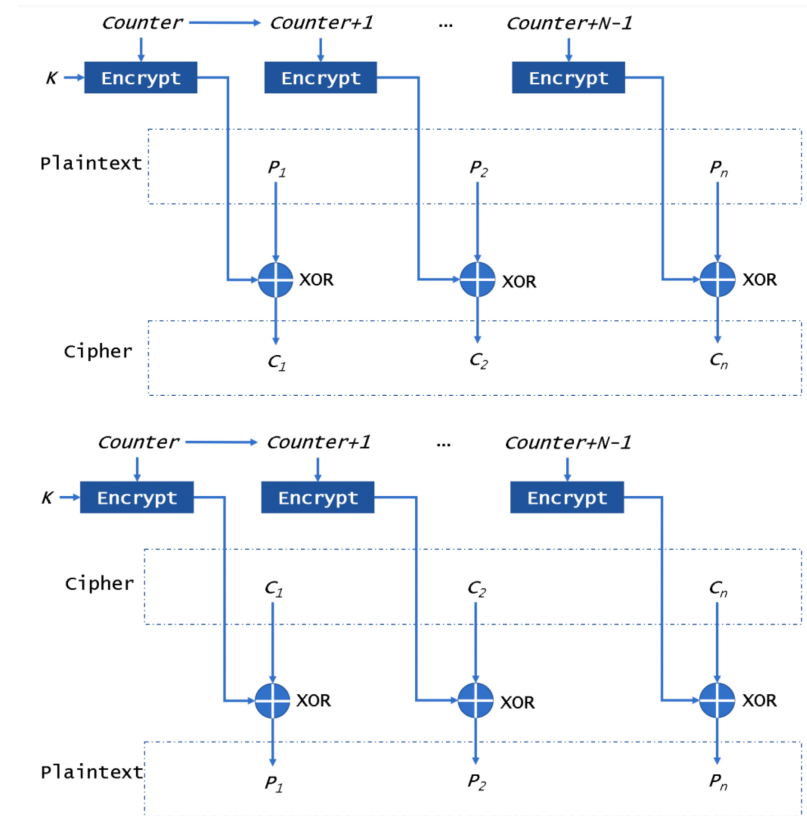 Counter Counter+1 ... Counter+N-1
K Encrypt Encrypt Encrypt
Plaintext P1 P2 Pn
XOR XOR XOR
Cipher C1 C2 Cn
Counter Counter+1 ... Counter+N-1
K Encrypt Encrypt Encrypt
Cipher C1 C2 Cn
XOR XOR XOR
Plaintext P1 P2 Pn